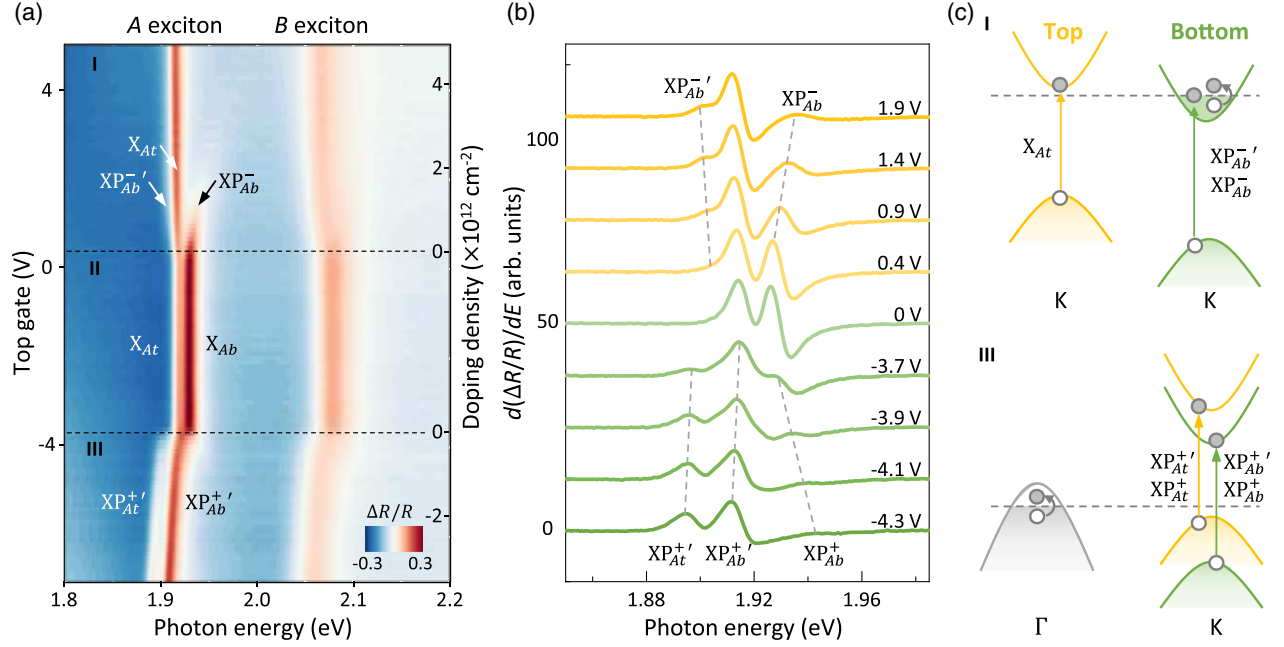 (a)
A exciton
B exciton
I
II
III
X_At
XP_Ab^-′
XP_Ab^-
X_At
X_Ab
XP_At^+′
XP_Ab^+′
ΔR/R
-0.3
0.3
Top gate (V)
4
0
-4
Doping density (×10^12 cm^-2)
4
2
0
0
-2
1.8
1.9
2.0
2.1
2.2
Photon energy (eV)
(b)
d(ΔR/R)/dE (arb. units)
100
50
0
XP_Ab^-′
XP_Ab^-
1.9 V
1.4 V
0.9 V
0.4 V
0 V
-3.7 V
-3.9 V
-4.1 V
-4.3 V
XP_At^+′
XP_Ab^+′
XP_Ab^+
1.88
1.92
1.96
Photon energy (eV)
(c)
I
Top
Bottom
X_At
XP_Ab^-′
XP_Ab^-
K
K
III
XP_At^+′
XP_At^+
XP_Ab^+′
XP_Ab^+
Γ
K